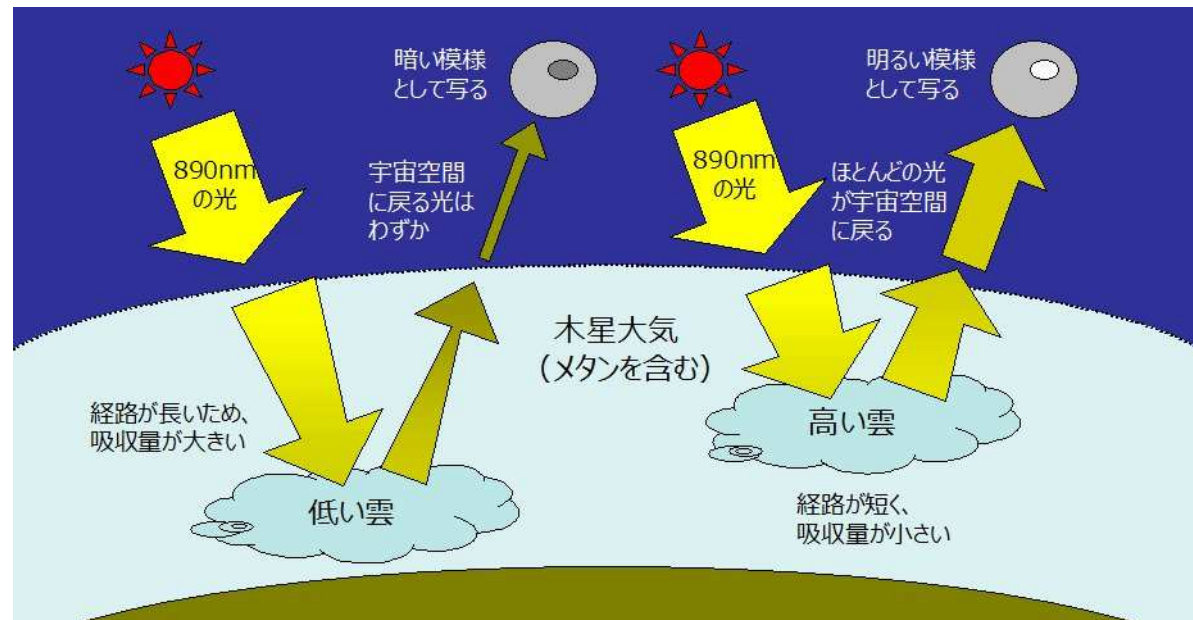 暗い模様
として写る
890nm
の光
宇宙空間
に戻る光は
わずか
明るい模様
として写る
890nm
の光
ほとんどの光
が宇宙空間
に戻る
木星大気
(メタンを含む)
経路が長いため、
吸収量が大きい
低い雲
高い雲
経路が短く、
吸収量が小さい